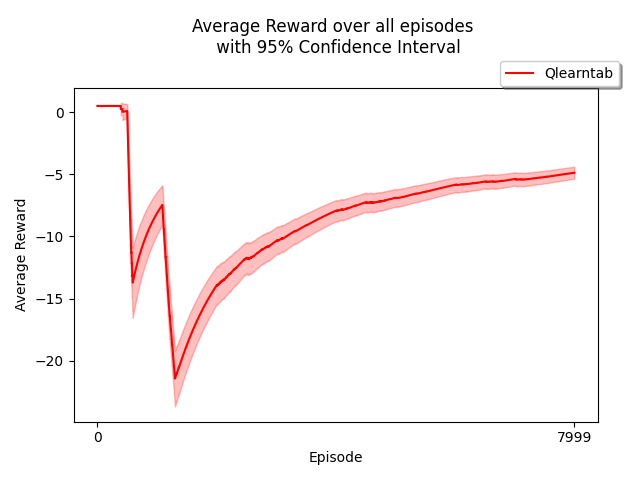 Average Reward over all episodes
with 95% Confidence Interval
Qlearntab
Average Reward
0
−5
−10
−15
−20
0
7999
Episode